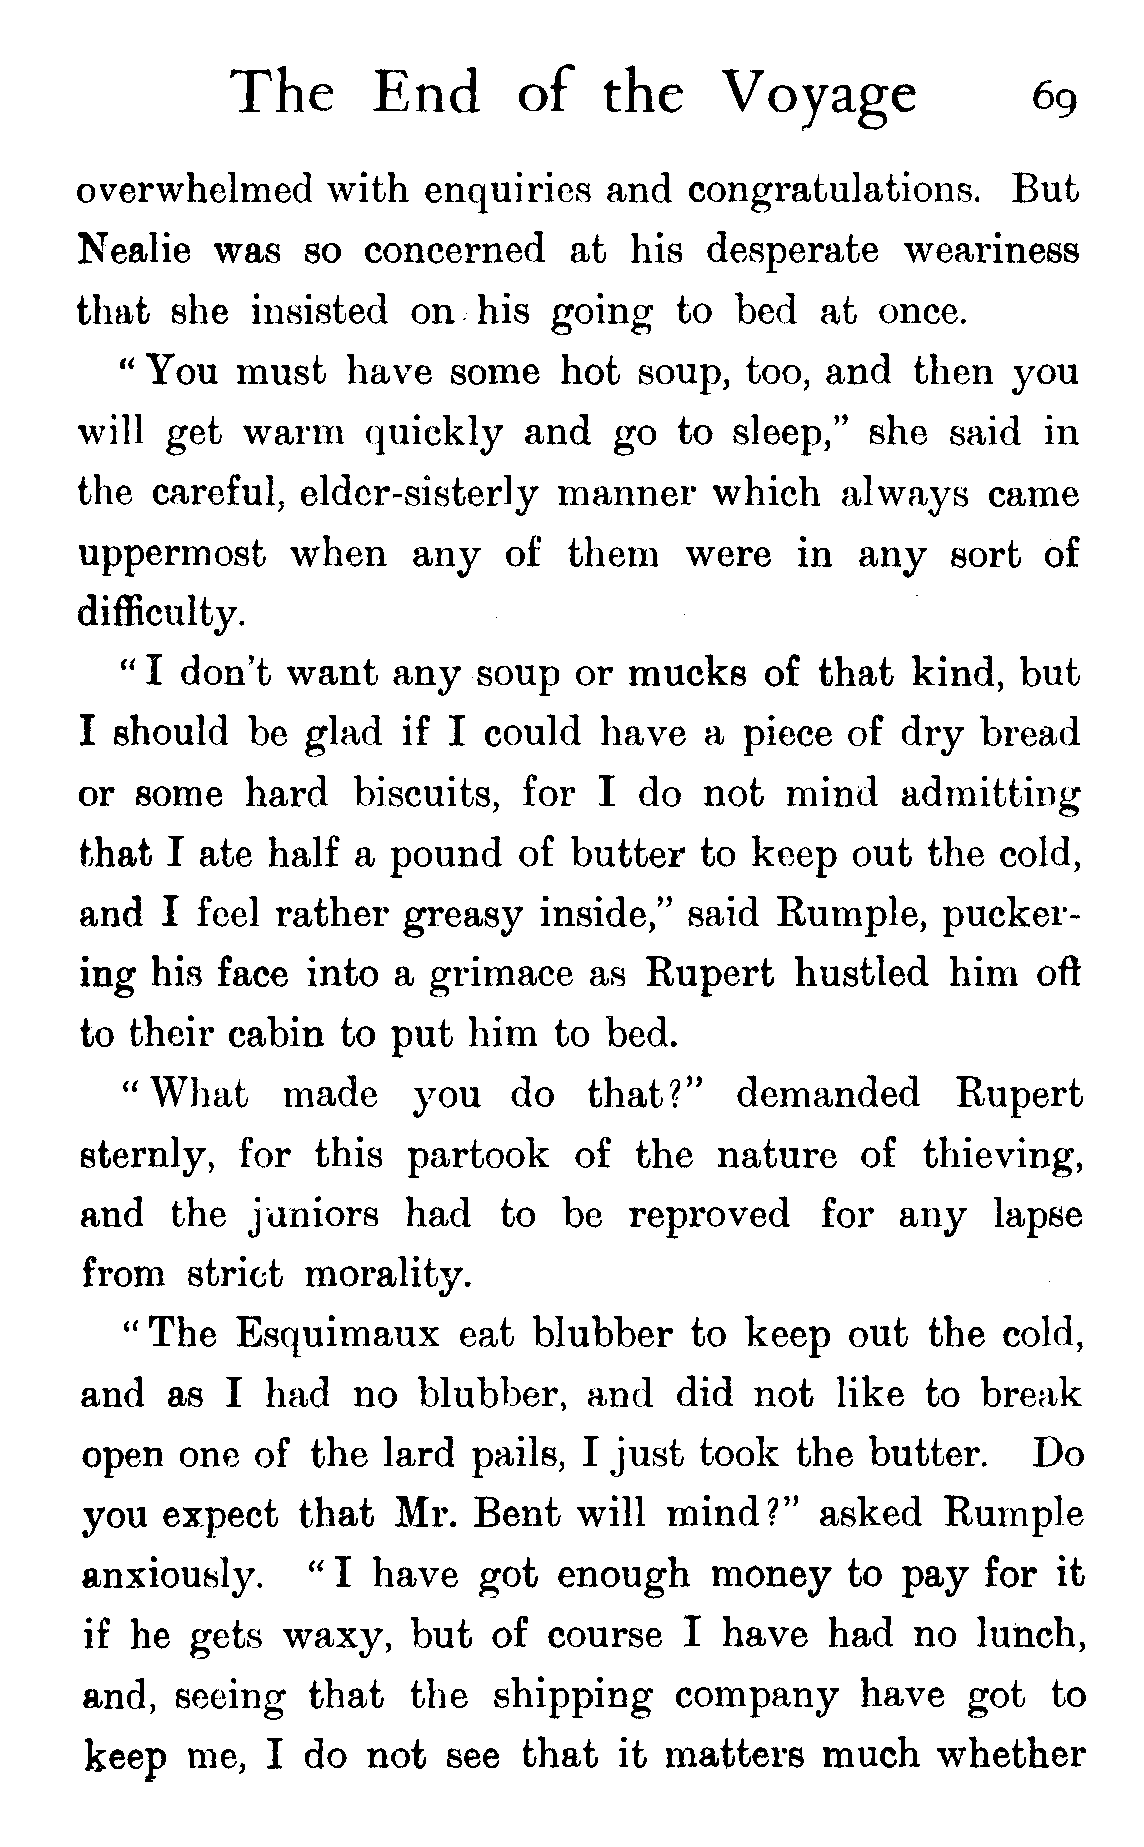 The End of the Voyage 69
overwhelmed with enquiries and congratulations. But
Nealie was so concerned at his desperate weariness
that she insisted on his going to bed at once.
"You must have some hot soup, too, and then you
will get warm quickly and go to sleep," she said in
the careful, elder-sisterly manner which always came
uppermost when any of them were in any sort of
difficulty.
"I don't want any soup or mucks of that kind, but
I should be glad if I could have a piece of dry bread
or some hard biscuits, for I do not mind admitting
that I ate half a pound of butter to keep out the cold,
and I feel rather greasy inside," said Rumple, pucker-
ing his face into a grimace as Rupert hustled him off
to their cabin to put him to bed.
"What made you do that?" demanded Rupert
sternly, for this partook of the nature of thieving,
and the juniors had to be reproved for any lapse
from strict morality.
"The Esquimaux eat blubber to keep out the cold,
and as I had no blubber, and did not like to break
open one of the lard pails, I just took the butter. Do
you expect that Mr. Bent will mind?" asked Rumple
anxiously. "I have got enough money to pay for it
if he gets waxy, but of course I have had no lunch,
and, seeing that the shipping company have got to
keep me, I do not see that it matters much whether